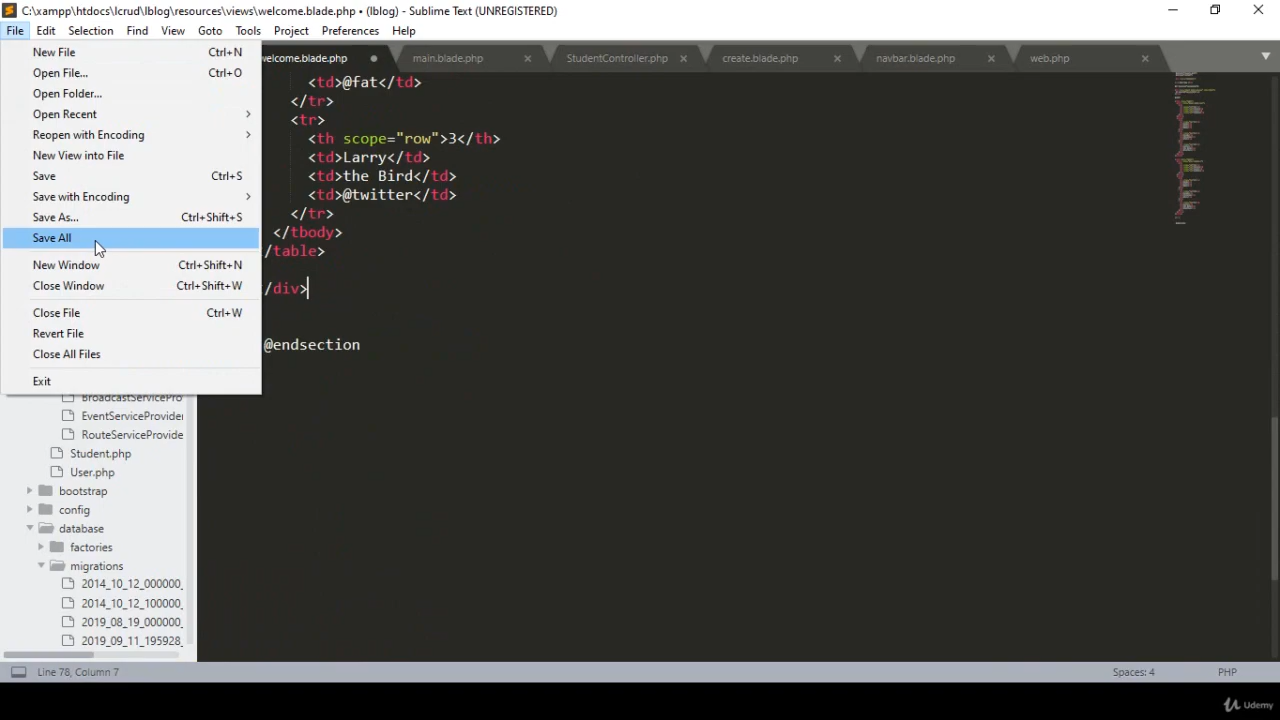 C:\xampp\htdocs\lcrud\lblog\resources\views\welcome.blade.php • (lblog) - Sublime Text (UNREGISTERED)
File Edit Selection Find View Goto Tools Project Preferences Help
New File Ctrl+N
Open File... Ctrl+O
Open Folder...
Open Recent
Reopen with Encoding
New View into File
Save Ctrl+S
Save with Encoding
Save As... Ctrl+Shift+S
Save All
New Window Ctrl+Shift+N
Close Window Ctrl+Shift+W
Close File Ctrl+W
Revert File
Close All Files
Exit
welcome.blade.php main.blade.php StudentController.php create.blade.php navbar.blade.php web.php
<td>@fat</td>
</tr>
<tr>
<th scope="row">3</th>
<td>Larry</td>
<td>the Bird</td>
<td>@twitter</td>
</tr>
</tbody>
/table>
/div>
@endsection
BroadcastServicePro
EventServiceProvider
RouteServiceProvide
Student.php
User.php
bootstrap
config
database
factories
migrations
2014_10_12_000000_
2014_10_12_100000_
2019_08_19_000000_
2019_09_11_195928_
Line 78, Column 7 Spaces: 4 PHP
Udemy